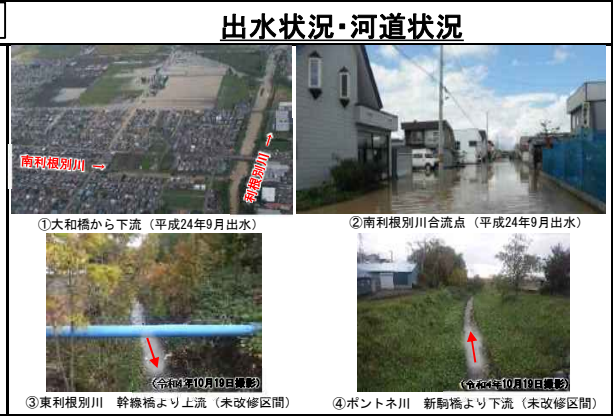 出水状況・河道状況
南利根別川 →
利根別川 →
①大和橋から下流（平成24年9月出水）
②南利根別川合流点（平成24年9月出水）
（令和4年10月19日撮影）
（令和4年10月19日撮影）
③東利根別川　幹線橋より上流（未改修区間）
④ポントネ川　新駒橋より下流（未改修区間）